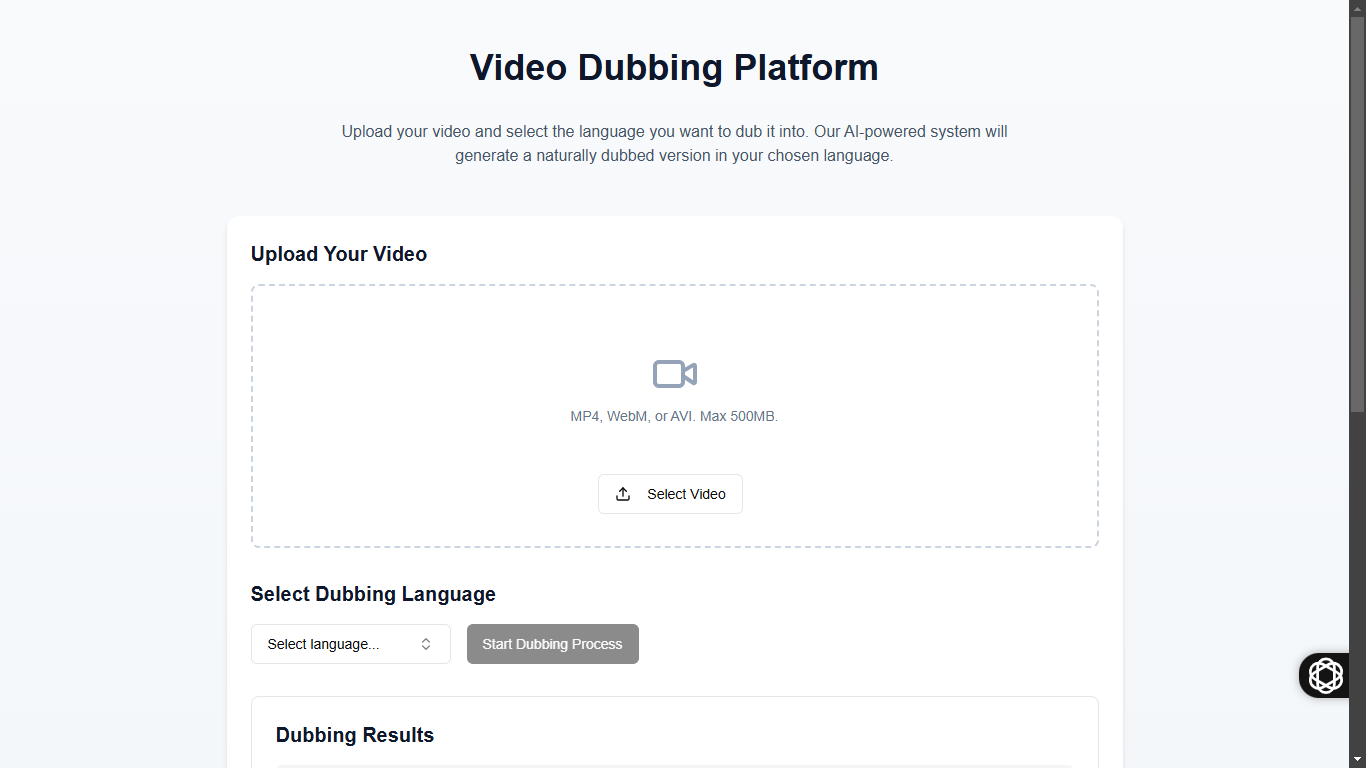 Video Dubbing Platform
Upload your video and select the language you want to dub it into. Our AI-powered system will
generate a naturally dubbed version in your chosen language.
Upload Your Video
MP4, WebM, or AVI. Max 500MB.
Select Video
Select Dubbing Language
Select language...
Start Dubbing Process
Dubbing Results